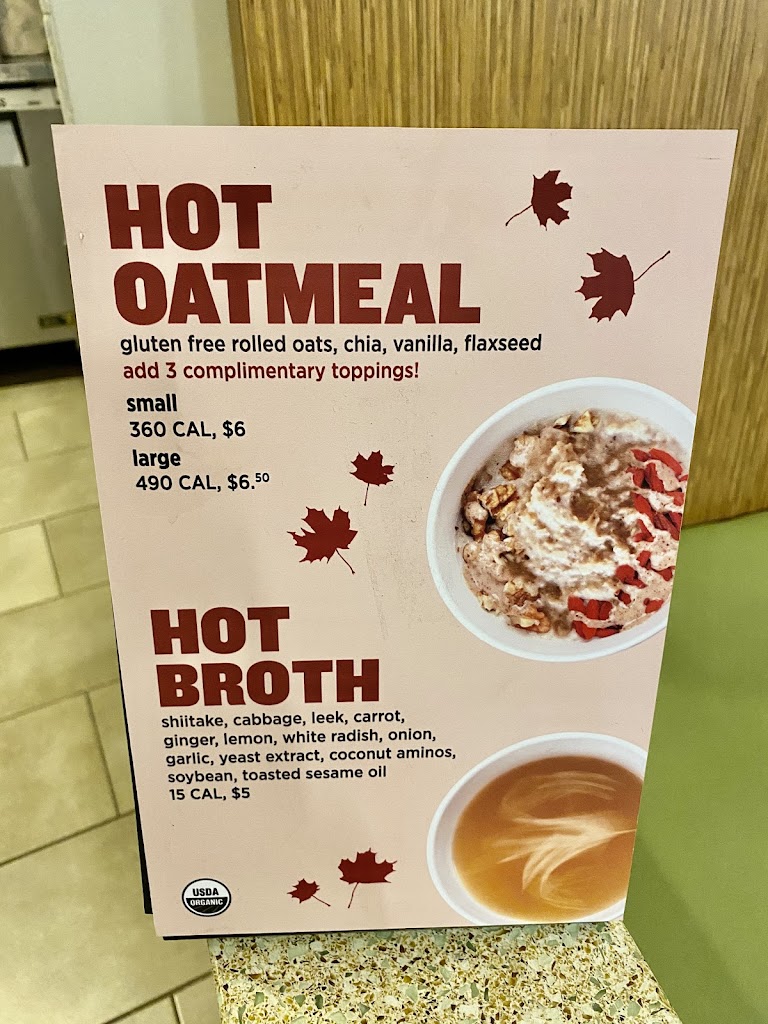 HOT
OATMEAL
gluten free rolled oats, chia, vanilla, flaxseed
add 3 complimentary toppings!
small
360 CAL, $6
large
490 CAL, $6.50
HOT
BROTH
shiitake, cabbage, leek, carrot,
ginger, lemon, white radish, onion,
garlic, yeast extract, coconut aminos,
soybean, toasted sesame oil
15 CAL, $5
USDA
ORGANIC